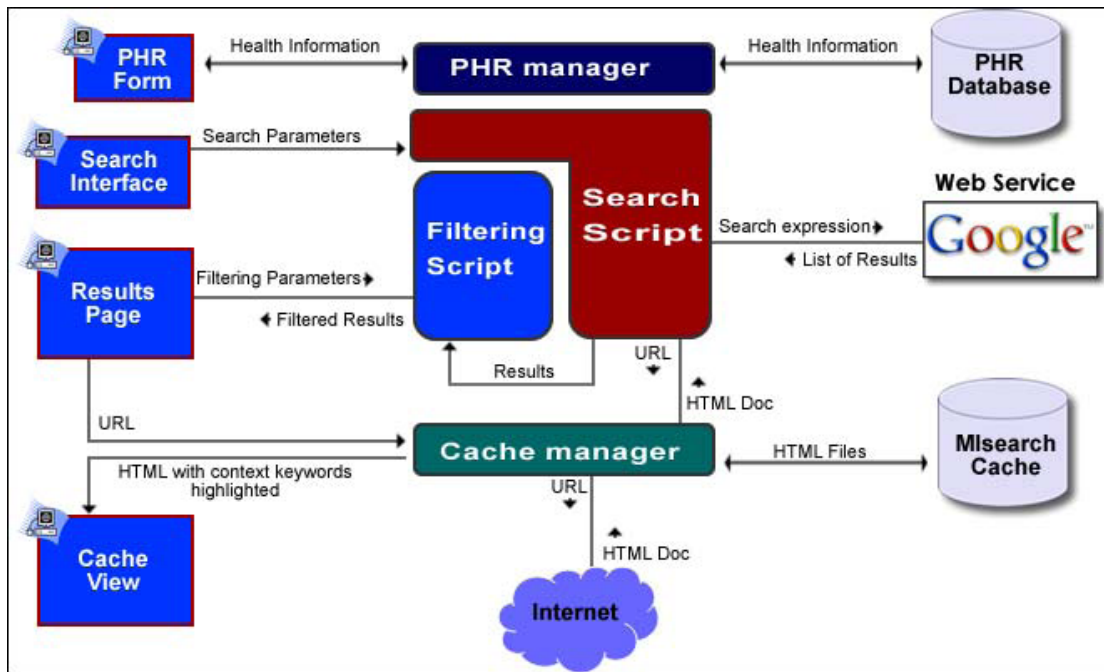 PHR
Form
Health Information
PHR manager
Health Information
PHR
Database
Search Parameters
Search
Interface
Search
Script
Filtering
Script
Web Service
Google™
Search expression
List of Results
Results
Page
Filtering Parameters
Filtered Results
Results
URL
HTML Doc
URL
Cache manager
HTML Files
MIsearch
Cache
HTML with context keywords
highlighted
URL
HTML Doc
Cache
View
Internet